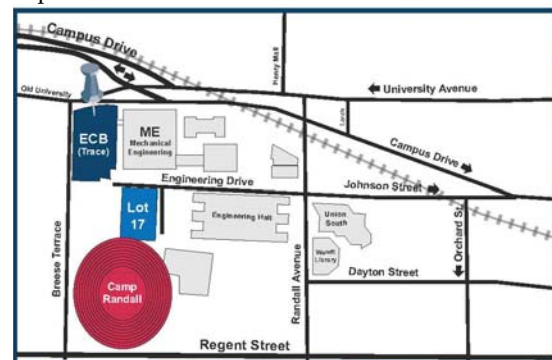 Campus Drive
Henry Mall
University Avenue
Old University
ECB
(Trace)
ME
Mechanical
Engineering
Campus Drive
Engineering Drive
Johnson Street
Lot
17
Engineering Hall
Union
South
Wendt
Library
Orchard St.
Breese Terrace
Randall Avenue
Dayton Street
Camp
Randall
Regent Street